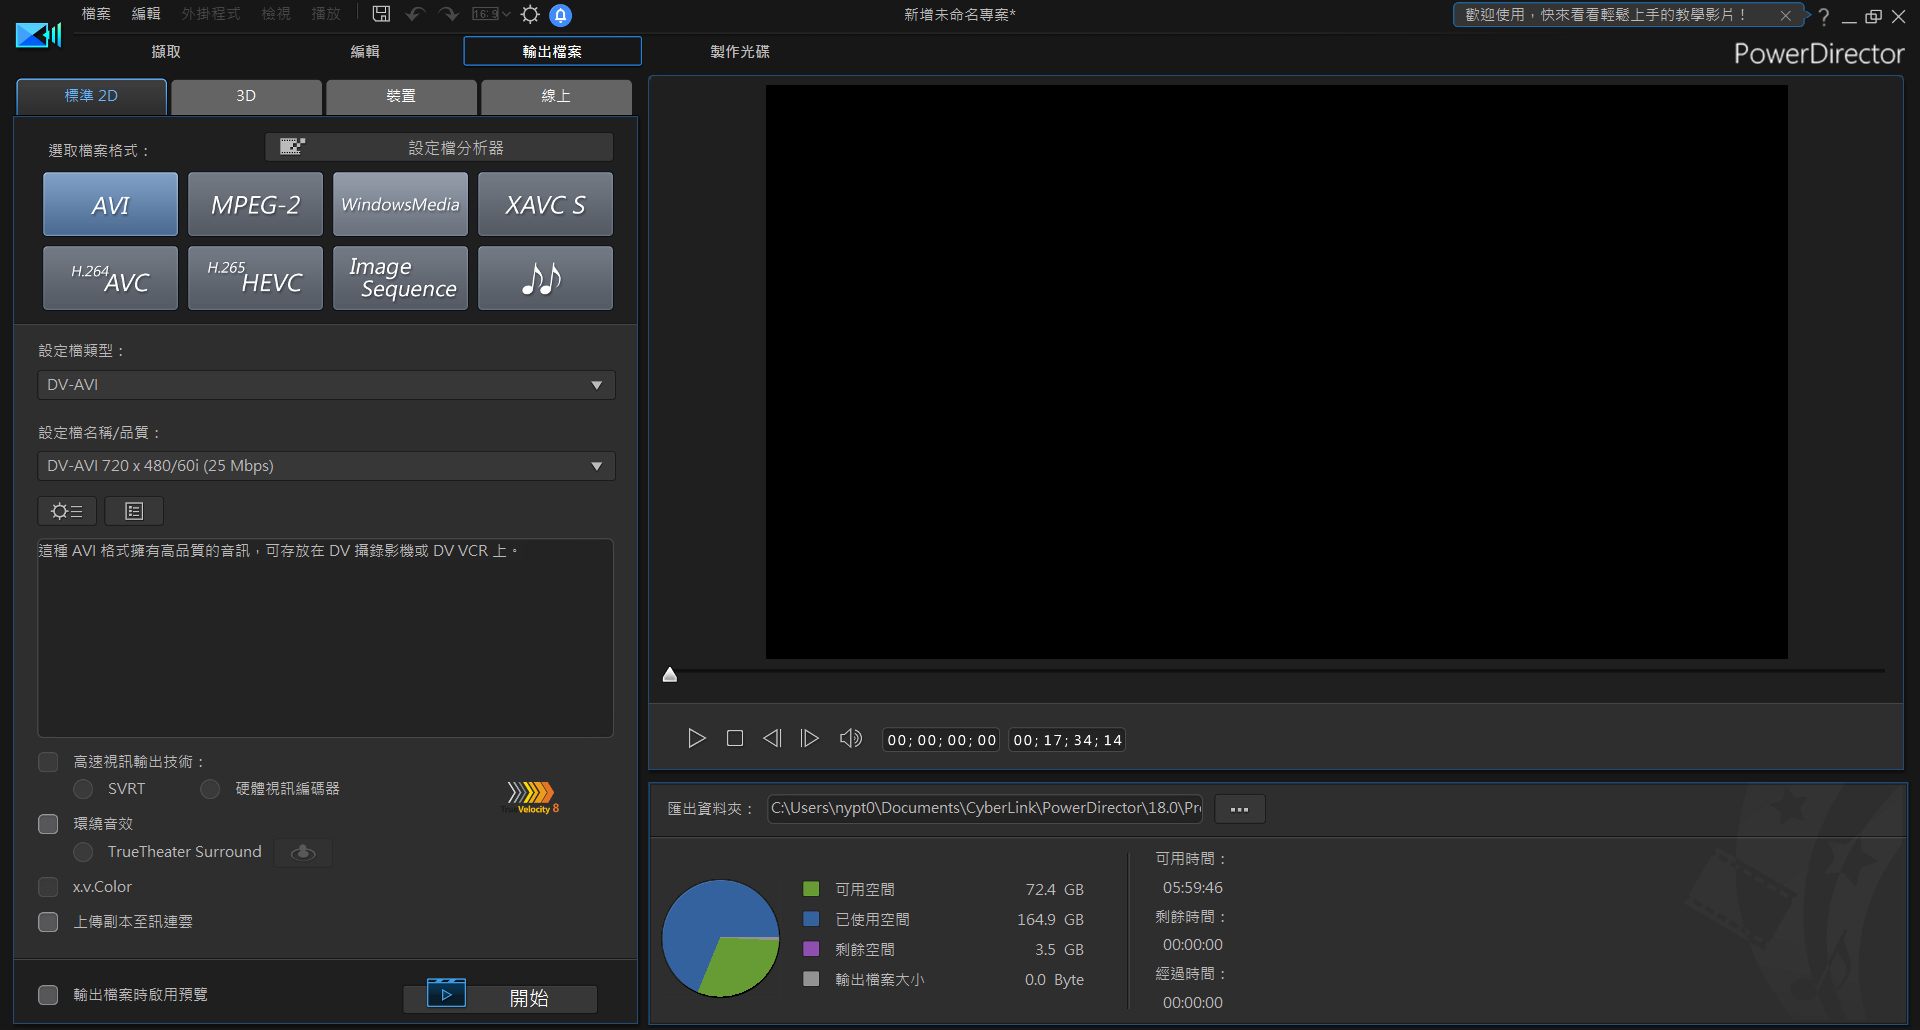 檔案 編輯 外掛程式 檢視 播放 16:9 新增未命名專案* 歡迎使用，快來看看輕鬆上手的教學影片！
擷取 編輯 輸出檔案 製作光碟 PowerDirector
標準 2D 3D 裝置 線上
選取檔案格式： 設定檔分析器
AVI MPEG-2 WindowsMedia XAVC S
H.264 AVC H.265 HEVC Image Sequence
設定檔類型：
DV-AVI
設定檔名稱/品質：
DV-AVI 720 x 480/60i (25 Mbps)
這種 AVI 格式擁有高品質的音訊，可存放在 DV 攝錄影機或 DV VCR 上。
高速視訊輸出技術：
SVRT 硬體視訊編碼器
TrueVelocity 8
環繞音效
TrueTheater Surround
x.v.Color
上傳副本至訊連雲
輸出檔案時啟用預覽 開始
00;00;00;00 00;17;34;14
匯出資料夾： C:\Users\nypt0\Documents\CyberLink\PowerDirector\18.0\Pr
可用空間 72.4 GB
已使用空間 164.9 GB
剩餘空間 3.5 GB
輸出檔案大小 0.0 Byte
可用時間：
05:59:46
剩餘時間：
00:00:00
經過時間：
00:00:00